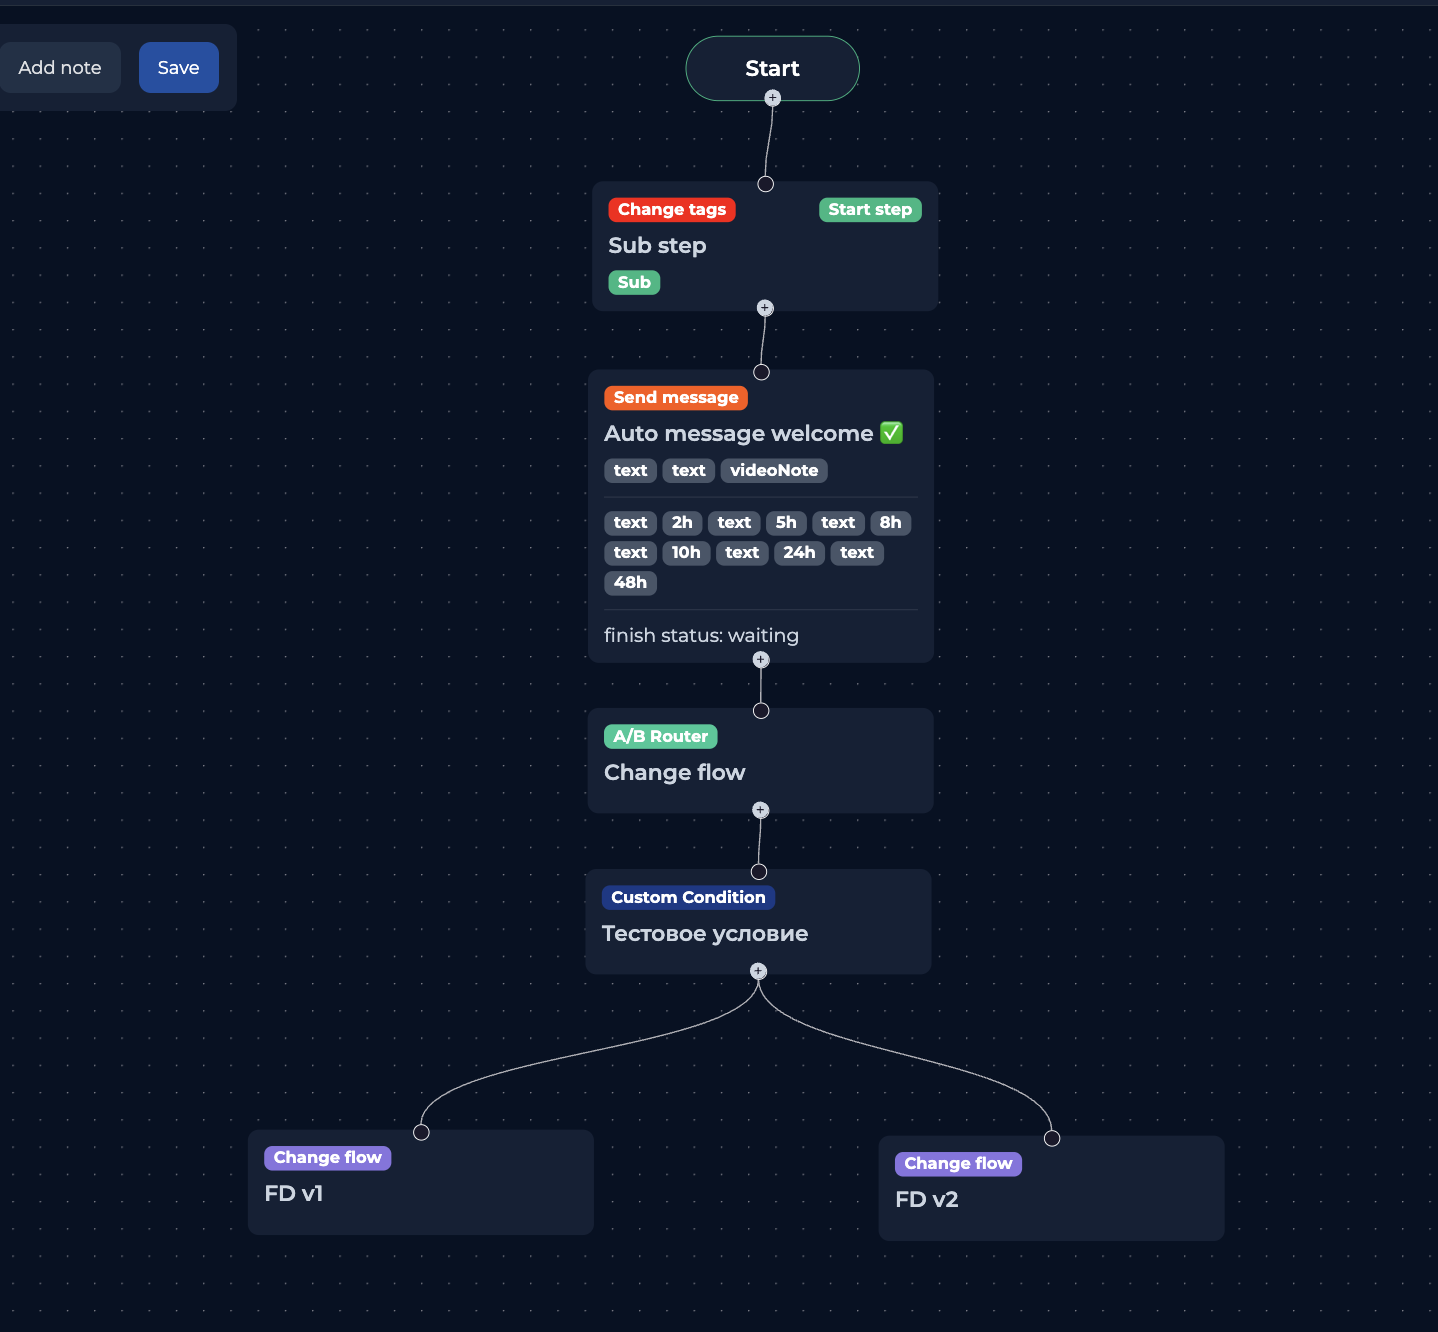 Add note Save
Start
Change tags Start step
Sub step
Sub
Send message
Auto message welcome ✅
text text videoNote
text 2h text 5h text 8h
text 10h text 24h text
48h
finish status: waiting
A/B Router
Change flow
Custom Condition
Тестовое условие
Change flow
FD v1
Change flow
FD v2